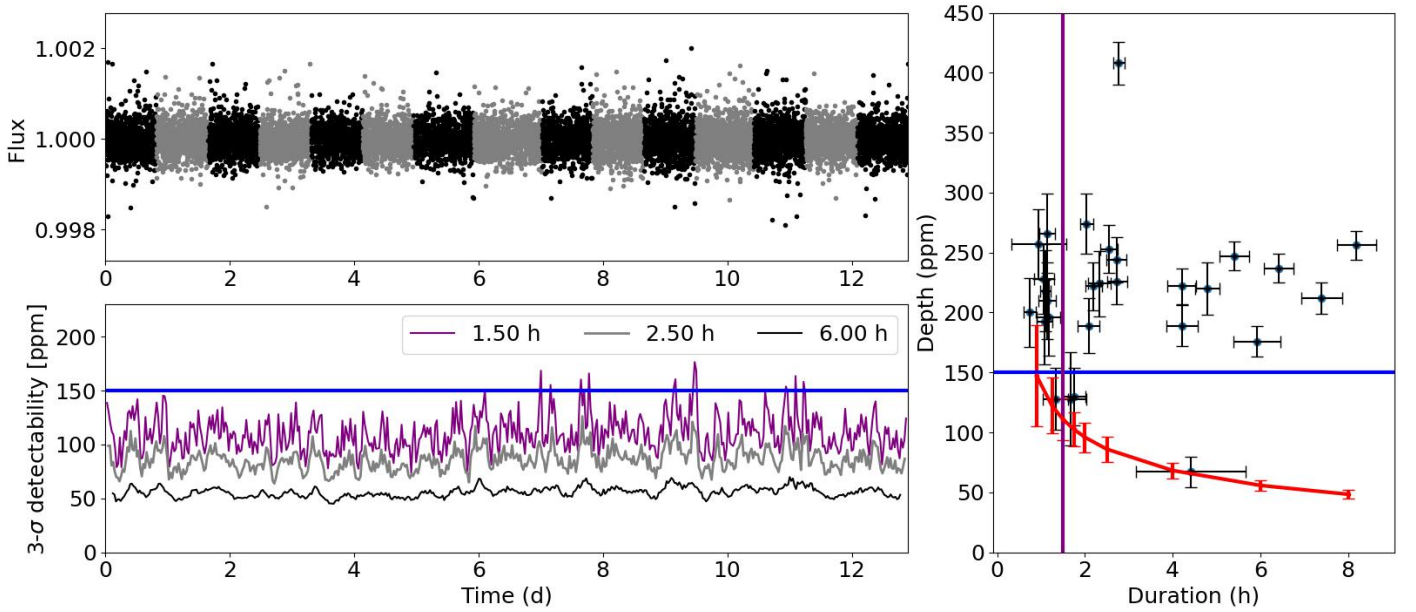 1.002
1.000
0.998
Flux
0 2 4 6 8 10 12
1.50 h 2.50 h 6.00 h
200
150
100
50
0
3-σ detectability [ppm]
0 2 4 6 8 10 12
Time (d)
450
400
350
300
250
200
150
100
50
0
Depth (ppm)
0 2 4 6 8
Duration (h)